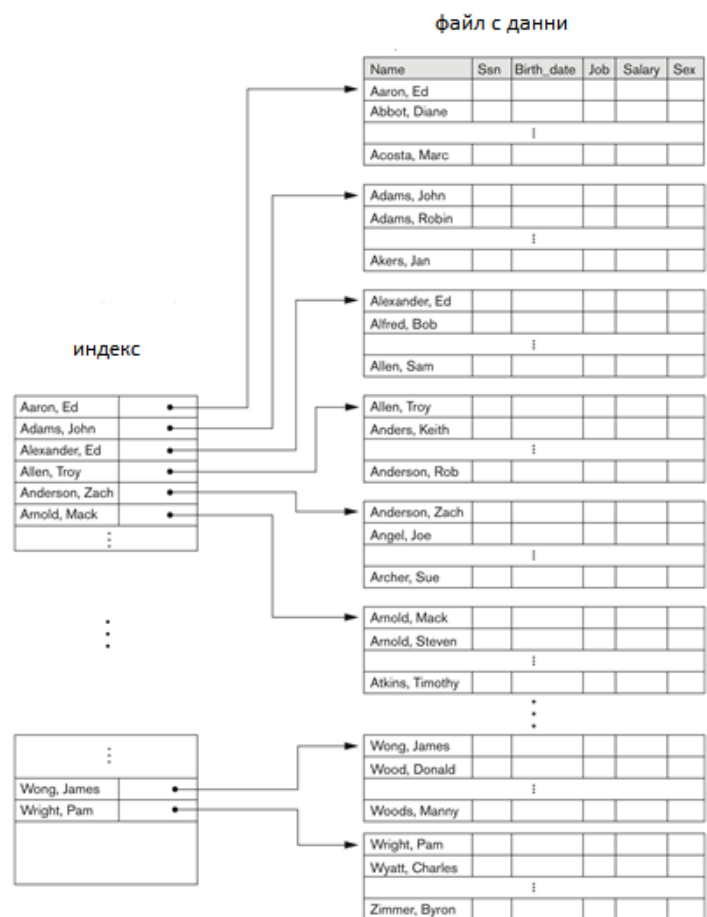 файл с данни
Name Ssn Birth_date Job Salary Sex
Aaron, Ed
Abbot, Diane
Acosta, Marc
Adams, John
Adams, Robin
Akers, Jan
Alexander, Ed
Alfred, Bob
Allen, Sam
Allen, Troy
Anders, Keith
Anderson, Rob
Anderson, Zach
Angel, Joe
Archer, Sue
Arnold, Mack
Arnold, Steven
Atkins, Timothy
Wong, James
Wood, Donald
Woods, Manny
Wright, Pam
Wyatt, Charles
Zimmer, Byron
индекс
Aaron, Ed
Adams, John
Alexander, Ed
Allen, Troy
Anderson, Zach
Arnold, Mack
Wong, James
Wright, Pam